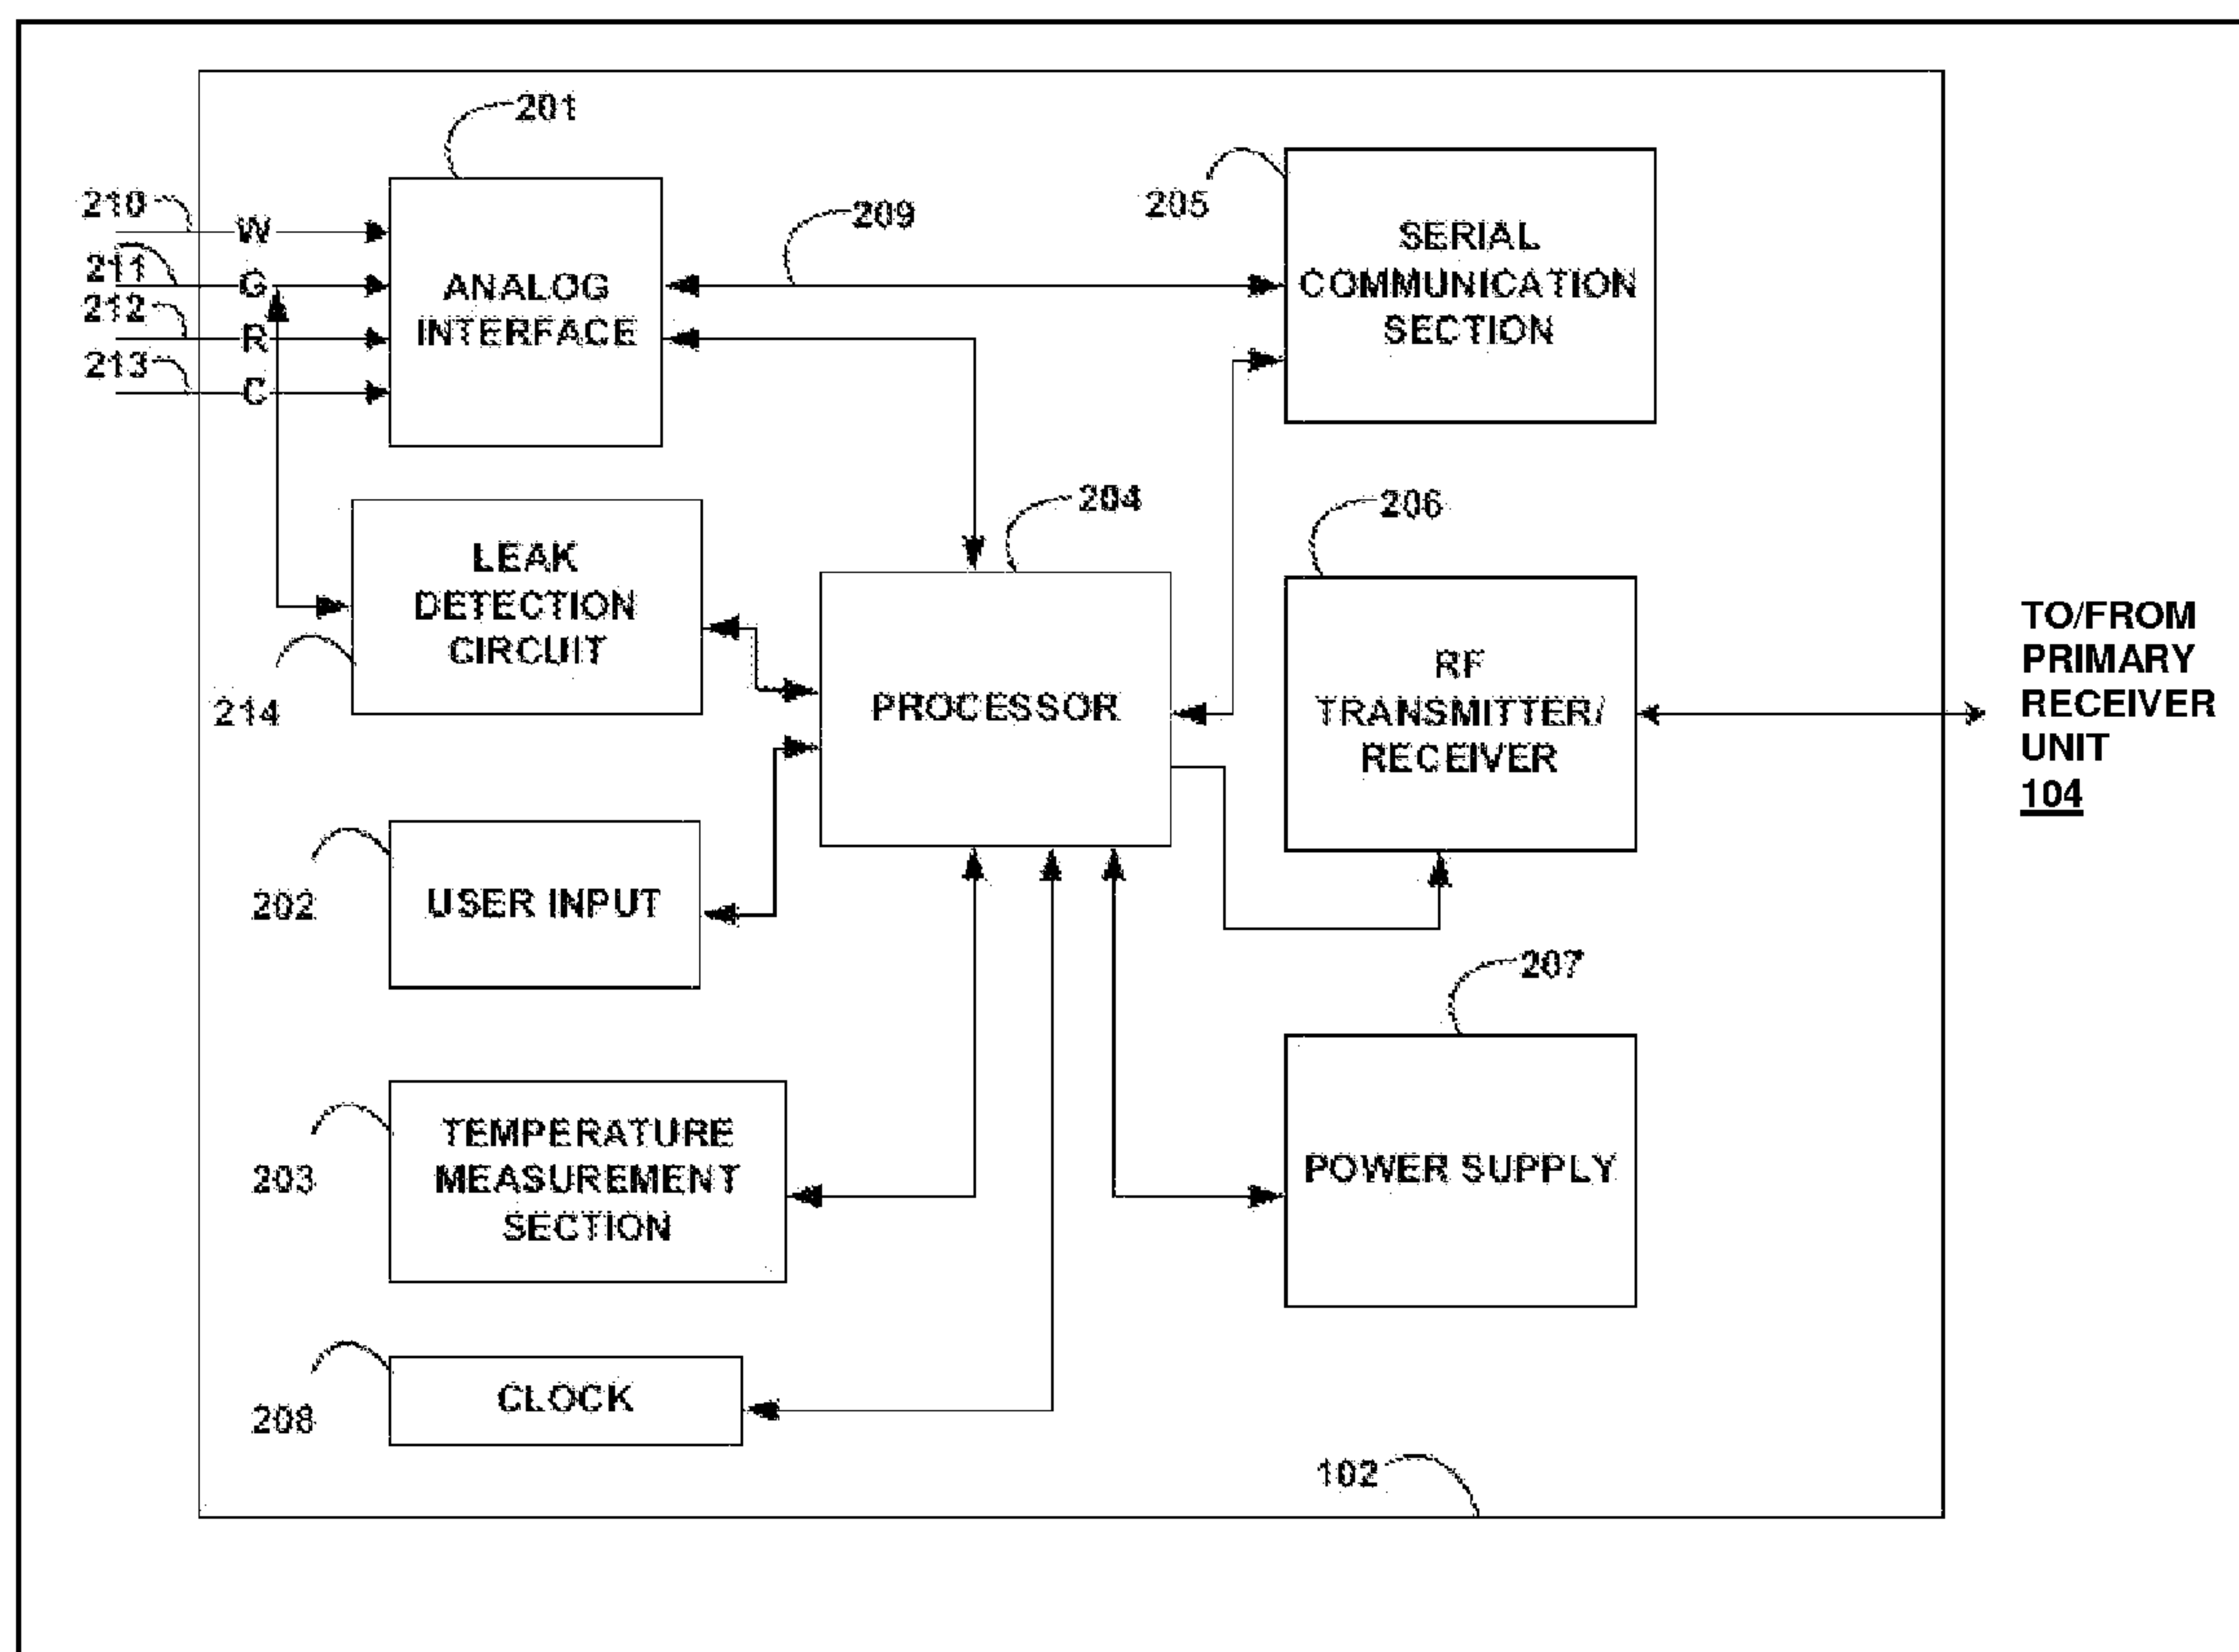 201
210
W
209
205
SERIAL
COMMUNICATION
SECTION
211
G
ANALOG
INTERFACE
212
R
213
C
204
206
LEAK
DETECTION
CIRCUIT
214
PROCESSOR
RF
TRANSMITTER/
RECEIVER
TO/FROM
PRIMARY
RECEIVER
UNIT
104
202
USER INPUT
207
203
TEMPERATURE
MEASUREMENT
SECTION
POWER SUPPLY
208
CLOCK
102